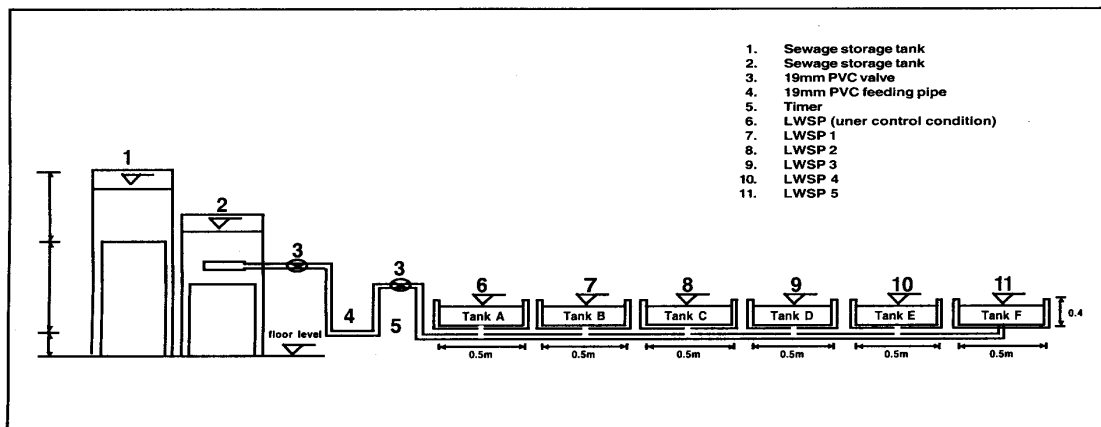 1. Sewage storage tank
2. Sewage storage tank
3. 19mm PVC valve
4. 19mm PVC feeding pipe
5. Timer
6. LWSP (uner control condition)
7. LWSP 1
8. LWSP 2
9. LWSP 3
10. LWSP 4
11. LWSP 5
1
2
3
3
6 7 8 9 10 11
Tank A Tank B Tank C Tank D Tank E Tank F
0.4
4
5
floor level
0.5m 0.5m 0.5m 0.5m 0.5m 0.5m